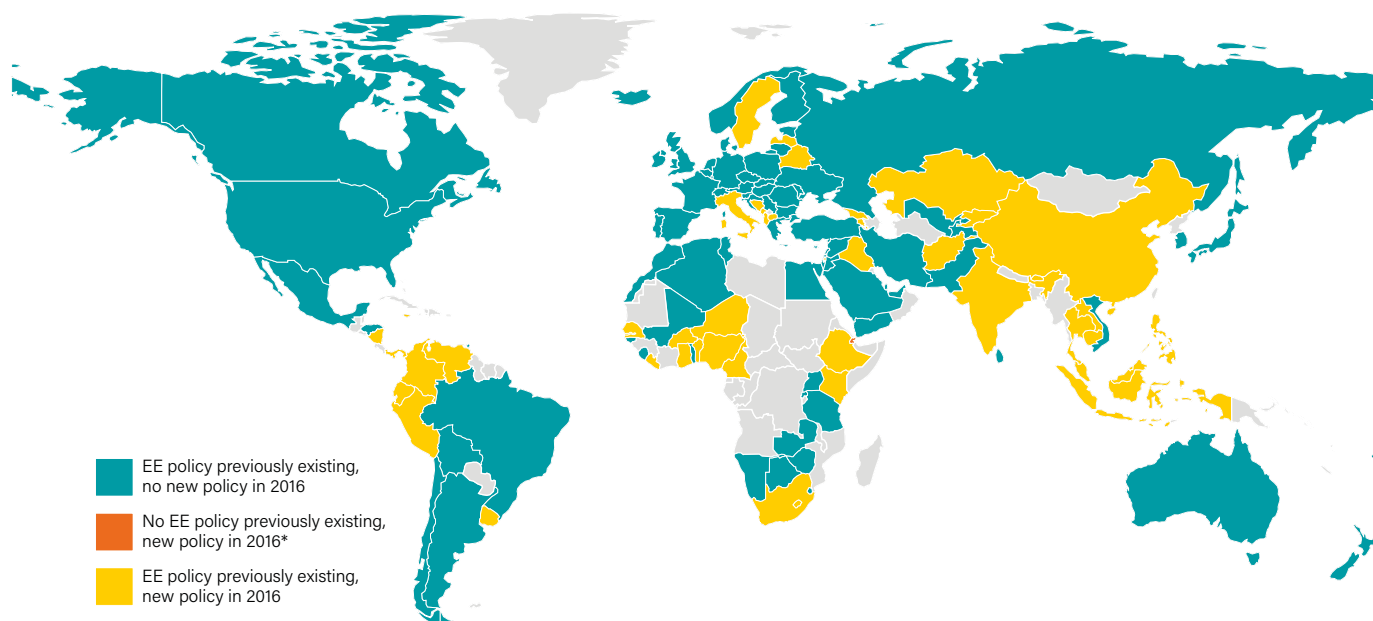 EE policy previously existing,
no new policy in 2016
No EE policy previously existing,
new policy in 2016*
EE policy previously existing,
new policy in 2016